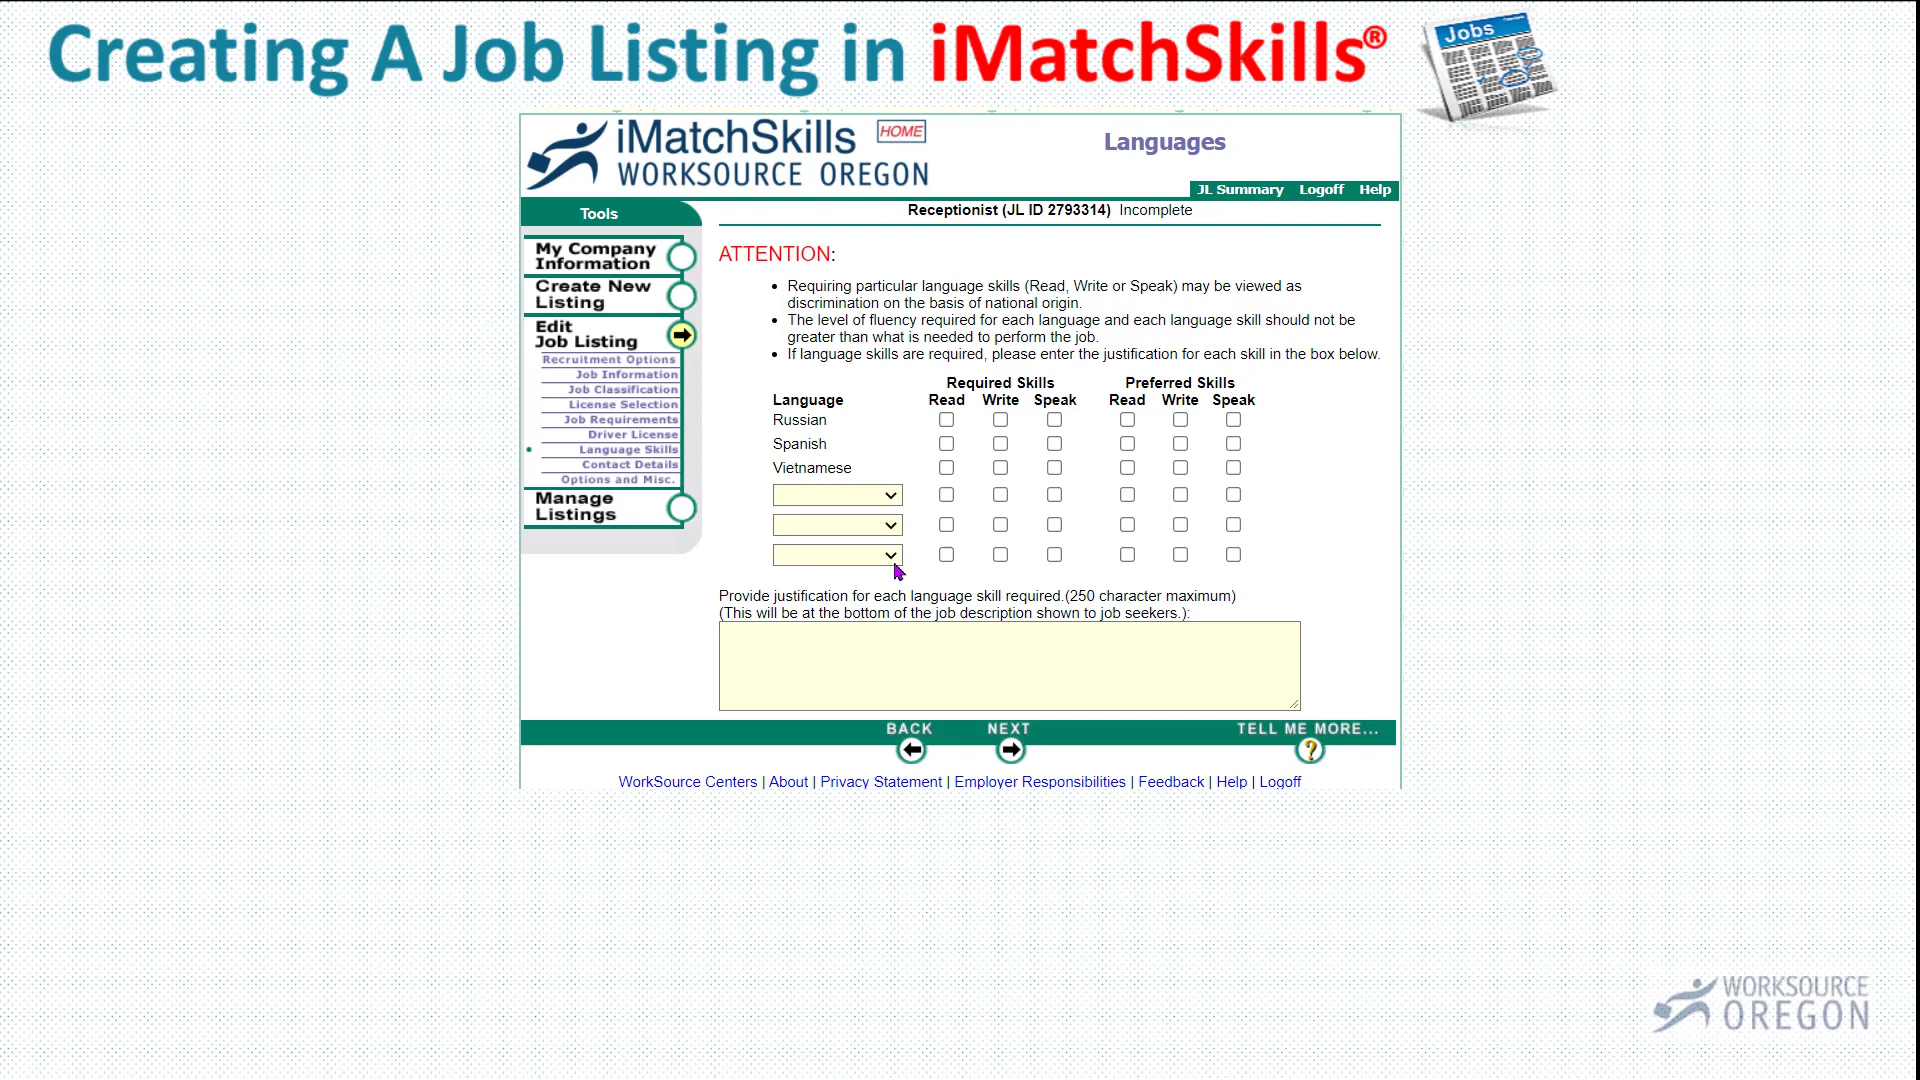 Creating A Job Listing in iMatchSkills®
Jobs
iMatchSkills HOME
WORKSOURCE OREGON
Languages
JL Summary Logoff Help
Tools
Receptionist (JL ID 2793314) Incomplete
My Company
Information
Create New
Listing
Edit
Job Listing
Recruitment Options
Job Information
Job Classification
License Selection
Job Requirements
Driver License
Language Skills
Contact Details
Options and Misc.
Manage
Listings
ATTENTION:
• Requiring particular language skills (Read, Write or Speak) may be viewed as
discrimination on the basis of national origin.
• The level of fluency required for each language and each language skill should not be
greater than what is needed to perform the job.
• If language skills are required, please enter the justification for each skill in the box below.
Required Skills Preferred Skills
Language Read Write Speak Read Write Speak
Russian
Spanish
Vietnamese
Provide justification for each language skill required.(250 character maximum)
(This will be at the bottom of the job description shown to job seekers.):
BACK NEXT TELL ME MORE...
?
WorkSource Centers | About | Privacy Statement | Employer Responsibilities | Feedback | Help | Logoff
WORKSOURCE
OREGON